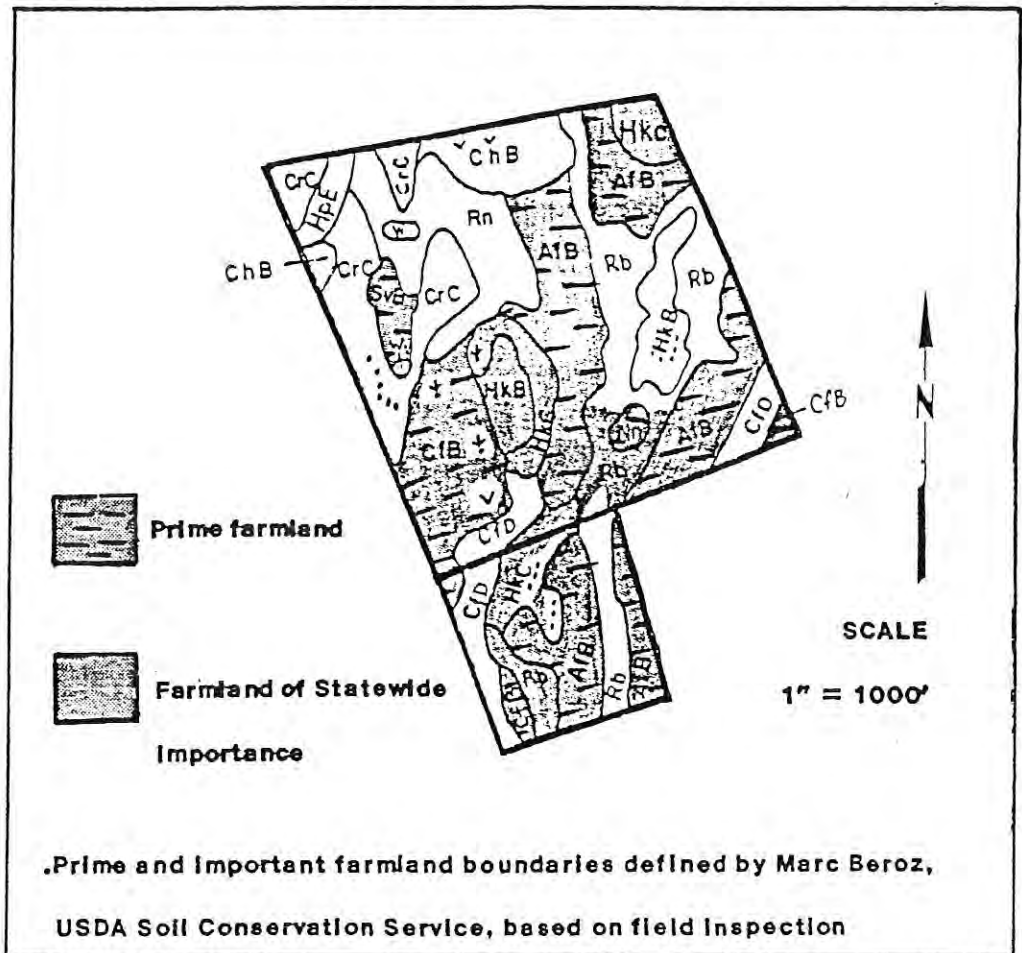 HkC
CrC
CrC
ChB
HpE
AfB
Rn
AfB
Rb
Rb
ChB
CrC
CrC
HkB
HkB
HkC
CfB
CfD
CfB
AfB
Nn
Rb
CfD
N
Prime farmland
CfD
HkC
SCALE
AfB
Rb
Rb
AfB
Farmland of Statewide
1" = 1000'
Importance
.Prime and important farmland boundaries defined by Marc Beroz,
USDA Soil Conservation Service, based on field inspection